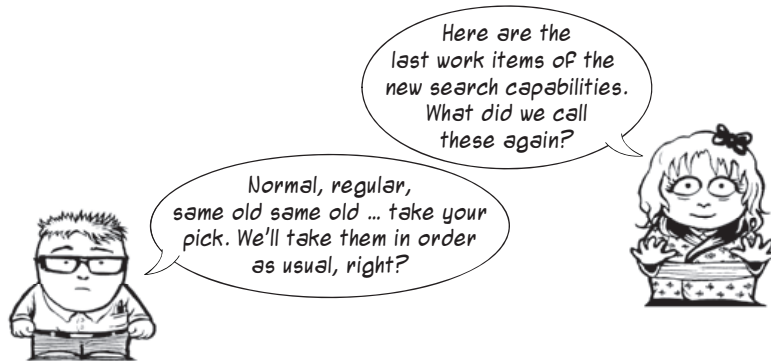 Here are the
last work items of the
new search capabilities.
What did we call
these again?
Normal, regular,
same old same old ... take your
pick. We'll take them in order
as usual, right?